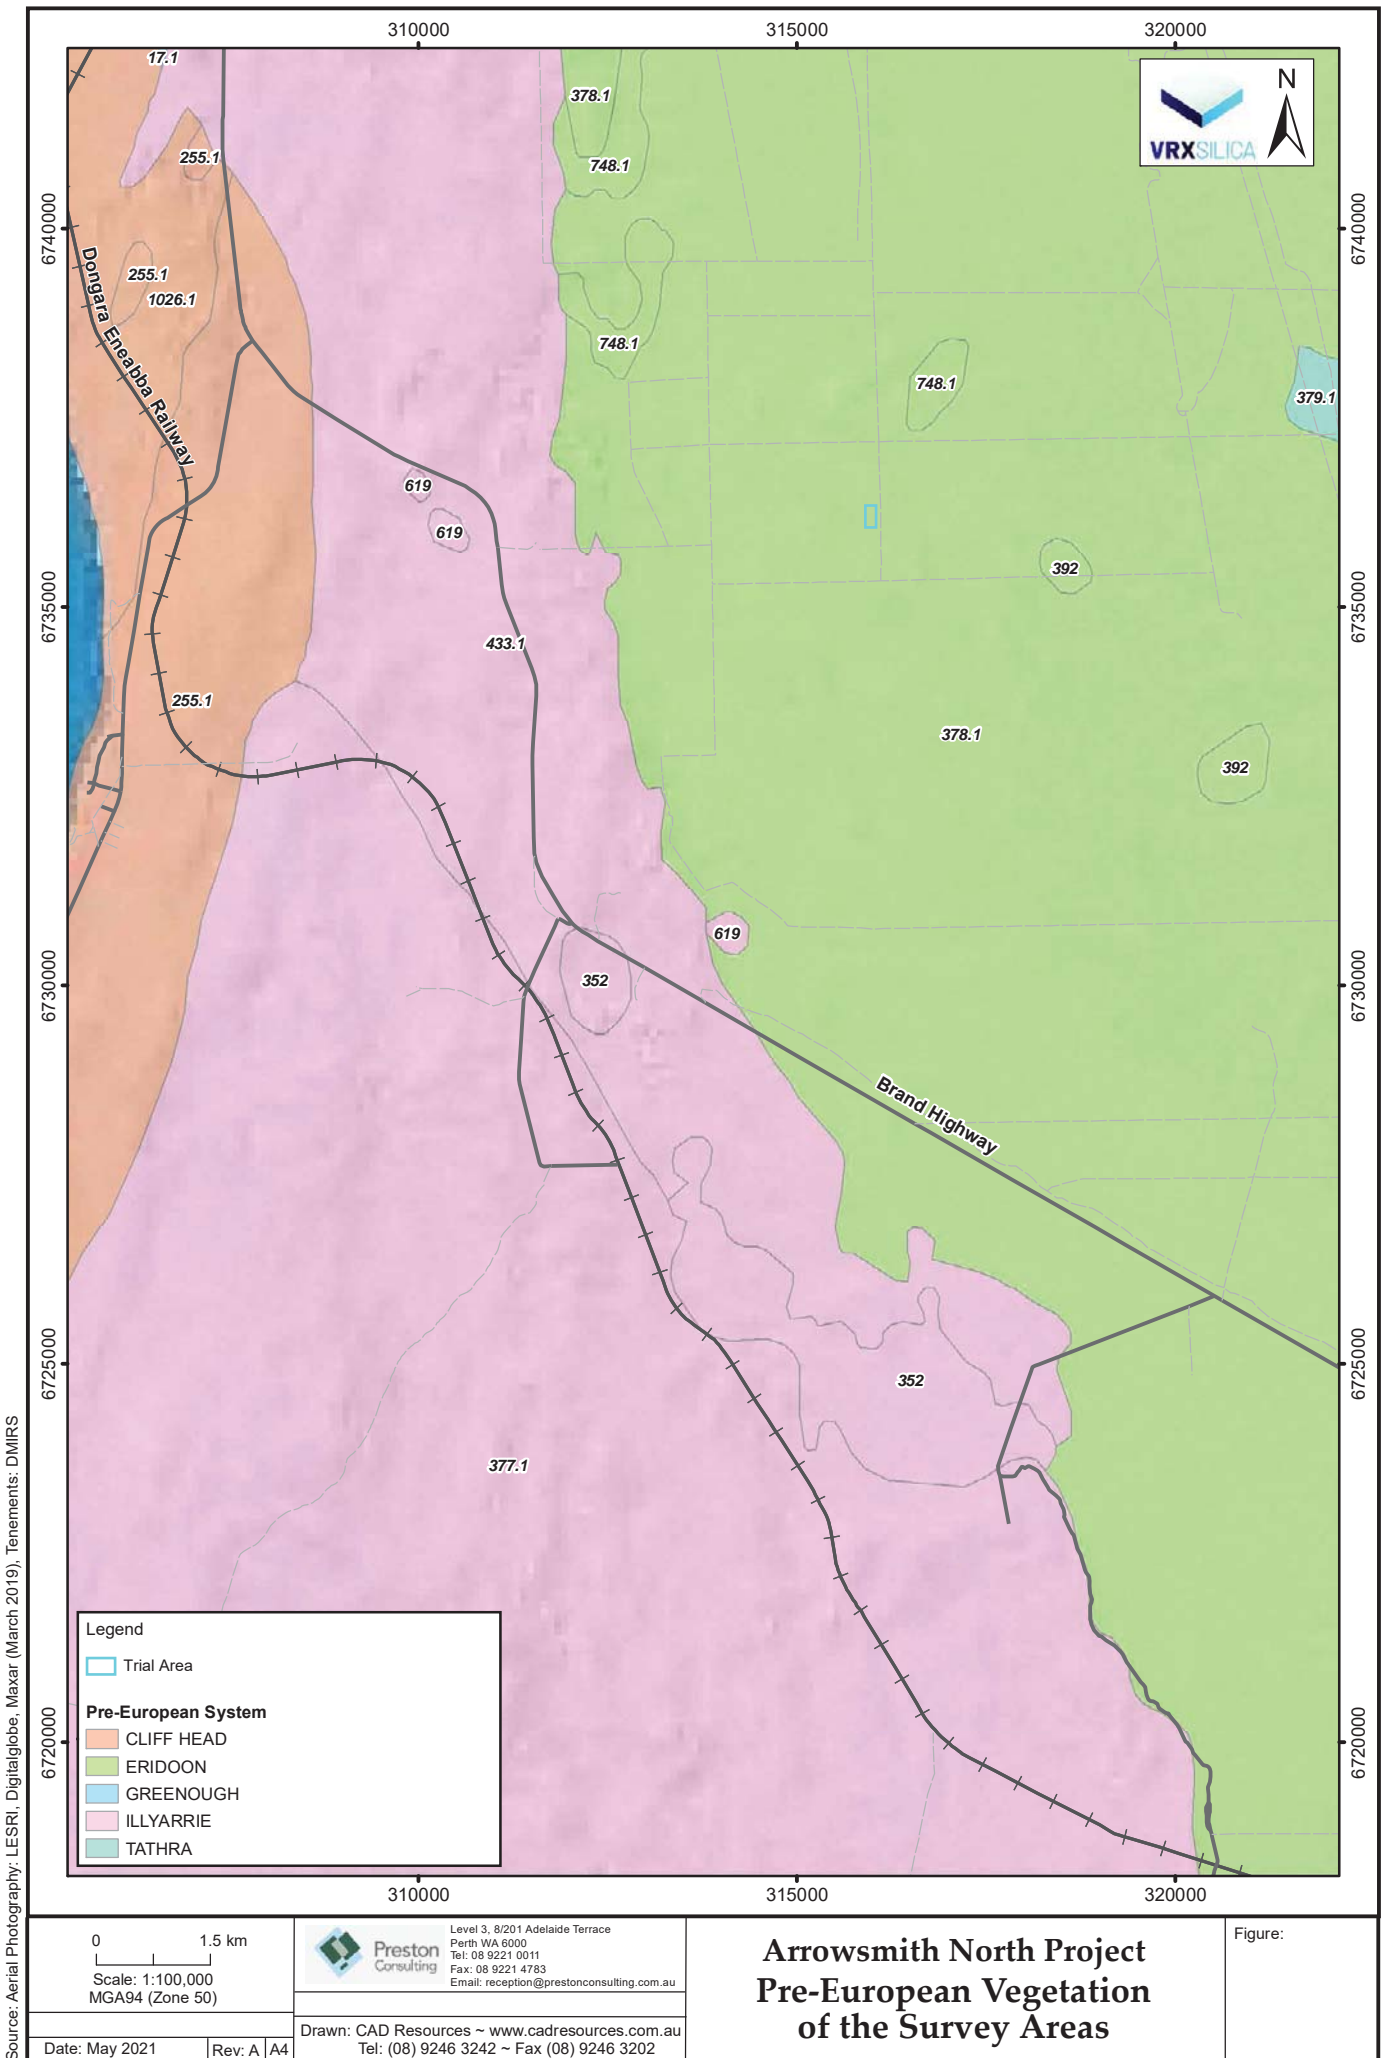 310000
315000
320000
17.1
378.1
N
VRXSILICA
255.1
748.1
6740000
6740000
Dongara Eneabba Railway
255.1
1026.1
748.1
748.1
379.1
619
619
392
6735000
6735000
433.1
255.1
378.1
392
619
352
6730000
6730000
Brand Highway
6725000
6725000
352
377.1
Legend
Trial Area
Pre-European System
CLIFF HEAD
ERIDOON
GREENOUGH
ILLYARRIE
TATHRA
6720000
6720000
310000
315000
320000
Source: Aerial Photography: LESRI, Digitalglobe, Maxar (March 2019), Tenements: DMIRS
0 1.5 km
Scale: 1:100,000
MGA94 (Zone 50)
Date: May 2021
Rev: A
A4
Preston
Consulting
Level 3, 8/201 Adelaide Terrace
Perth WA 6000
Tel: 08 9221 0011
Fax: 08 9221 4783
Email: reception@prestonconsulting.com.au
Drawn: CAD Resources ~ www.cadresources.com.au
Tel: (08) 9246 3242 ~ Fax (08) 9246 3202
Arrowsmith North Project
Pre-European Vegetation
of the Survey Areas
Figure: